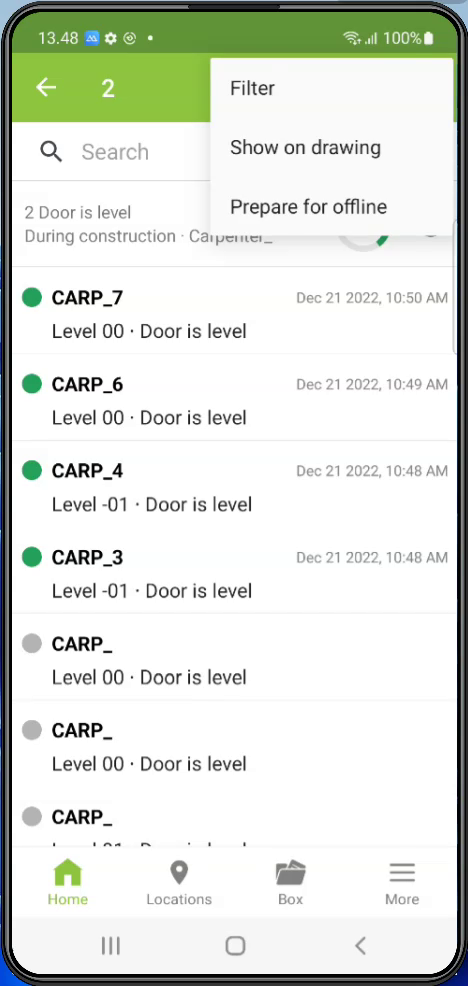 13.48
100%
2
Filter
Show on drawing
Prepare for offline
Search
2 Door is level
During construction · Carpenter_
CARP_7
Dec 21 2022, 10:50 AM
Level 00 · Door is level
CARP_6
Dec 21 2022, 10:49 AM
Level 00 · Door is level
CARP_4
Dec 21 2022, 10:48 AM
Level -01 · Door is level
CARP_3
Dec 21 2022, 10:48 AM
Level -01 · Door is level
CARP_
Level 00 · Door is level
CARP_
Level 00 · Door is level
CARP_
Home
Locations
Box
More